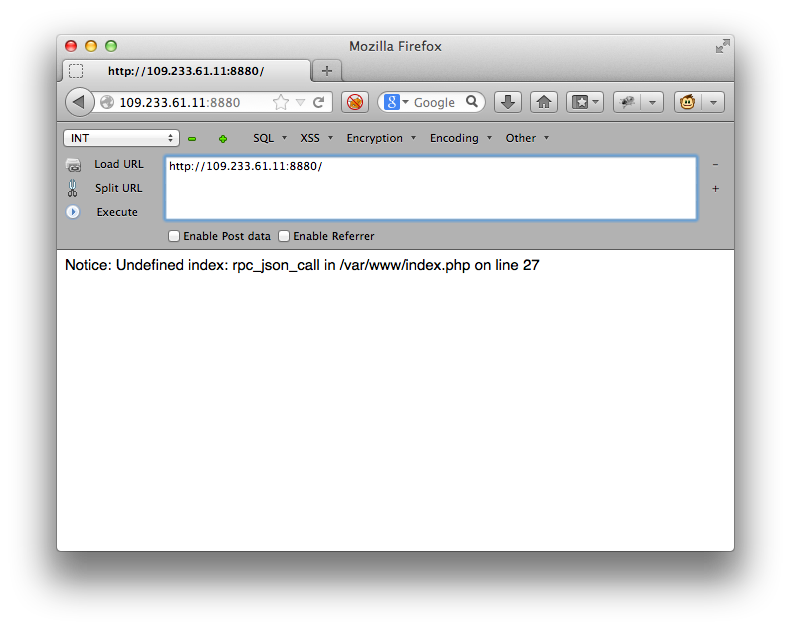 Mozilla Firefox
http://109.233.61.11:8880/
109.233.61.11:8880
8 Google
INT
SQL XSS Encryption Encoding Other
Load URL
http://109.233.61.11:8880/
Split URL
Execute
Enable Post data Enable Referrer
Notice: Undefined index: rpc_json_call in /var/www/index.php on line 27